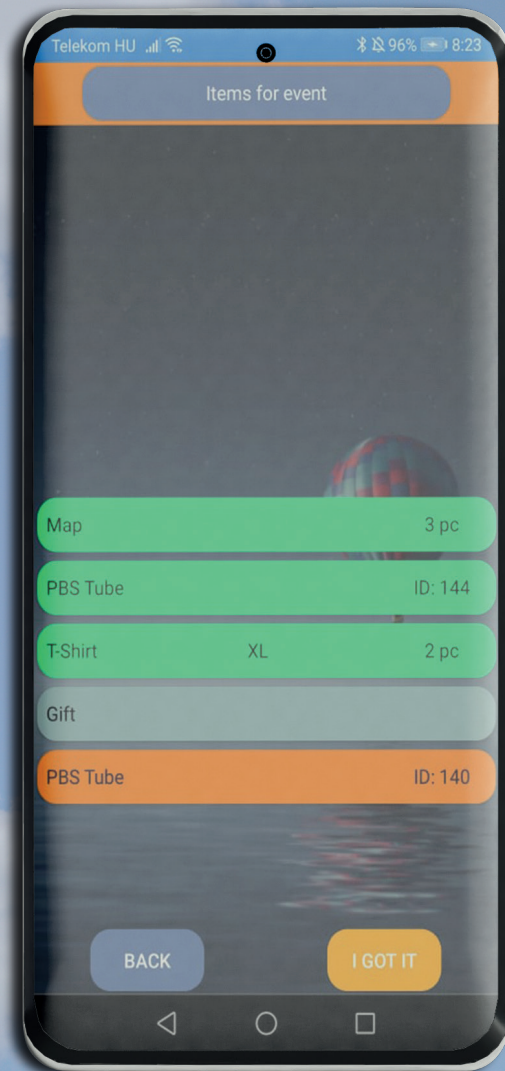 Telekom HU 96% 8:23
Items for event
Map 3 pc
PBS Tube ID: 144
T-Shirt XL 2 pc
Gift
PBS Tube ID: 140
BACK I GOT IT